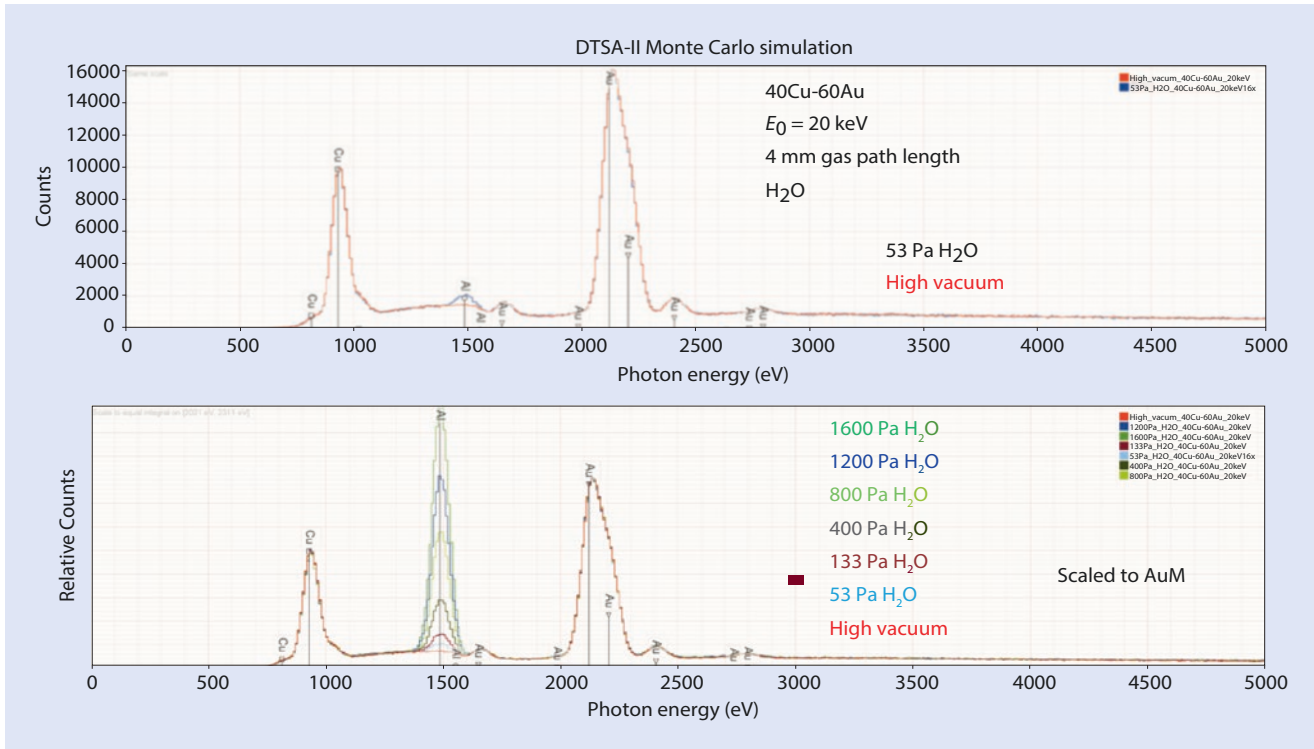 DTSA-II Monte Carlo simulation
16000
14000
12000
10000
8000
6000
4000
2000
0
Counts
Cu
Cu
Al
Al
Au
Au
Au
Au
Au
Au
Au
40Cu-60Au
E0 = 20 keV
4 mm gas path length
H2O
53 Pa H2O
High vacuum
High_vacum_40Cu-60Au_20keV
53Pa_H2O_40Cu-60Au_20keV16x
0 500 1000 1500 2000 2500 3000 3500 4000 4500 5000
Photon energy (eV)
Relative Counts
Cu
Cu
Al
Au
Au
Au
Au
Au
Au
Au
1600 Pa H2O
1200 Pa H2O
800 Pa H2O
400 Pa H2O
133 Pa H2O
53 Pa H2O
High vacuum
Scaled to AuM
High_vacum_40Cu-60Au_20keV
1200Pa_H2O_40Cu-60Au_20keV
1600Pa_H2O_40Cu-60Au_20keV
133Pa_H2O_40Cu-60Au_20keV
53Pa_H2O_40Cu-60Au_20keV16x
400Pa_H2O_40Cu-60Au_20keV
800Pa_H2O_40Cu-60Au_20keV
0 500 1000 1500 2000 2500 3000 3500 4000 4500 5000
Photon energy (eV)